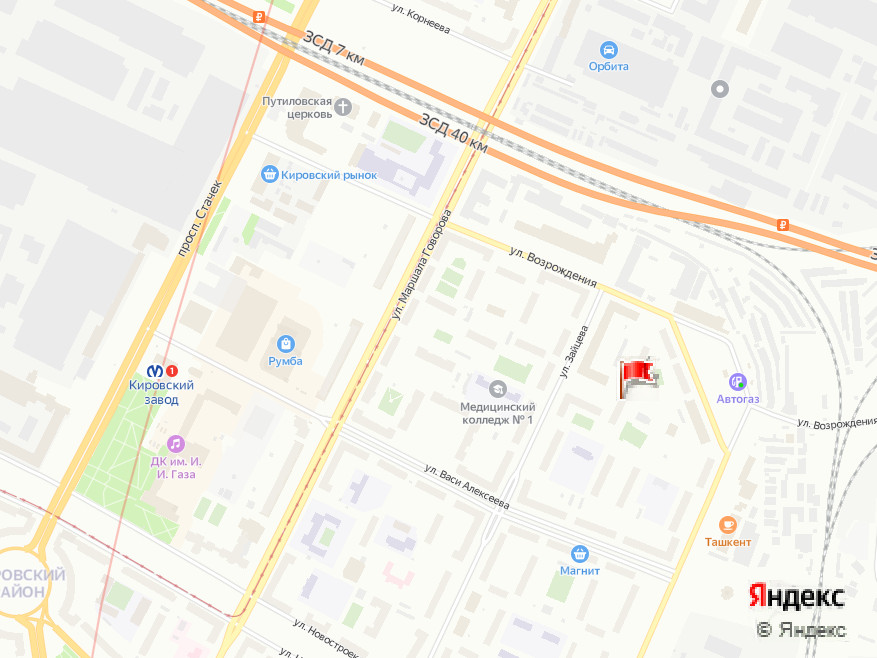 ул. Корнеева
ЗСД 7 км
Орбита
Путиловская
церковь
ЗСД 40 км
Кировский рынок
просп. Стачек
ул. Маршала Говорова
ул. Возрождения
ул. Зайцева
Румба
1
Кировский
завод
Автогаз
Медицинский
колледж № 1
ул. Возрождения
ДК им. И.
И. Газа
ул. Васи Алексеева
Ташкент
Магнит
РОВСКИЙ
АЙОН
Яндекс
ул. Новостроек
© Яндекс